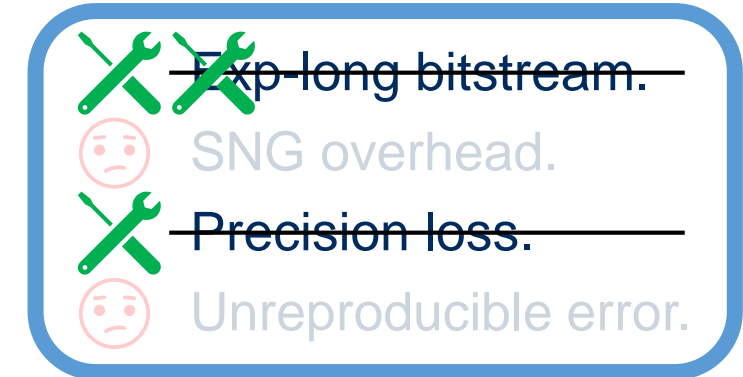 Exp-long bitstream.
SNG overhead.
Precision loss.
Unreproducible error.